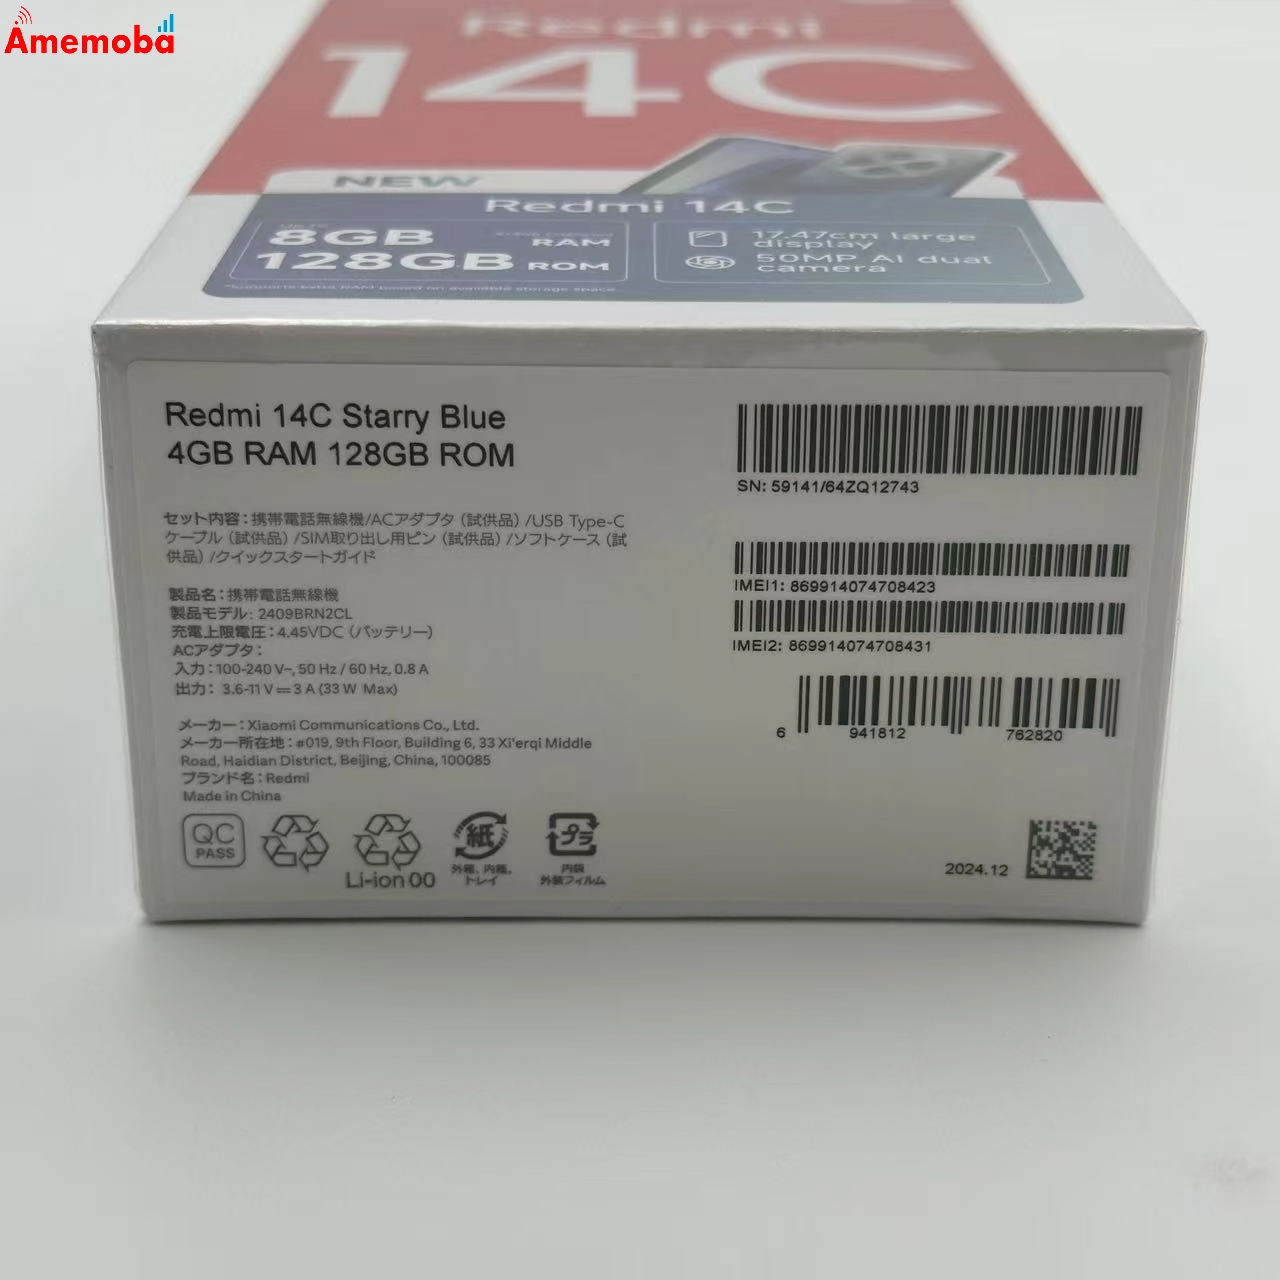 Amemoba
Redmi
14C
NEW
Redmi 14C
8GB
RAM
128GB ROM
*Supports extra RAM based on available storage space
17.47cm large
display
50MP AI dual
camera
Redmi 14C Starry Blue
4GB RAM 128GB ROM
セット内容：携帯電話無線機/ACアダプタ（試供品）/USB Type-C
ケーブル（試供品）/SIM取り出し用ピン（試供品）/ソフトケース（試
供品）/クイックスタートガイド
製品名：携帯電話無線機
製品モデル：2409BRN2CL
充電上限電圧：4.45VDC（バッテリー）
ACアダプタ：
入力：100-240 V~, 50 Hz / 60 Hz, 0.8 A
出力： 3.6-11 V⎓3 A (33 W Max)
メーカー：Xiaomi Communications Co., Ltd.
メーカー所在地：#019, 9th Floor, Building 6, 33 Xi'erqi Middle
Road, Haidian District, Beijing, China, 100085
ブランド名：Redmi
Made in China
QC
PASS
Li-ion 00
紙
外箱、内箱、
トレイ
プラ
内袋
外装フィルム
SN: 59141/64ZQ12743
IMEI1: 869914074708423
IMEI2: 869914074708431
6 941812 762820
2024.12